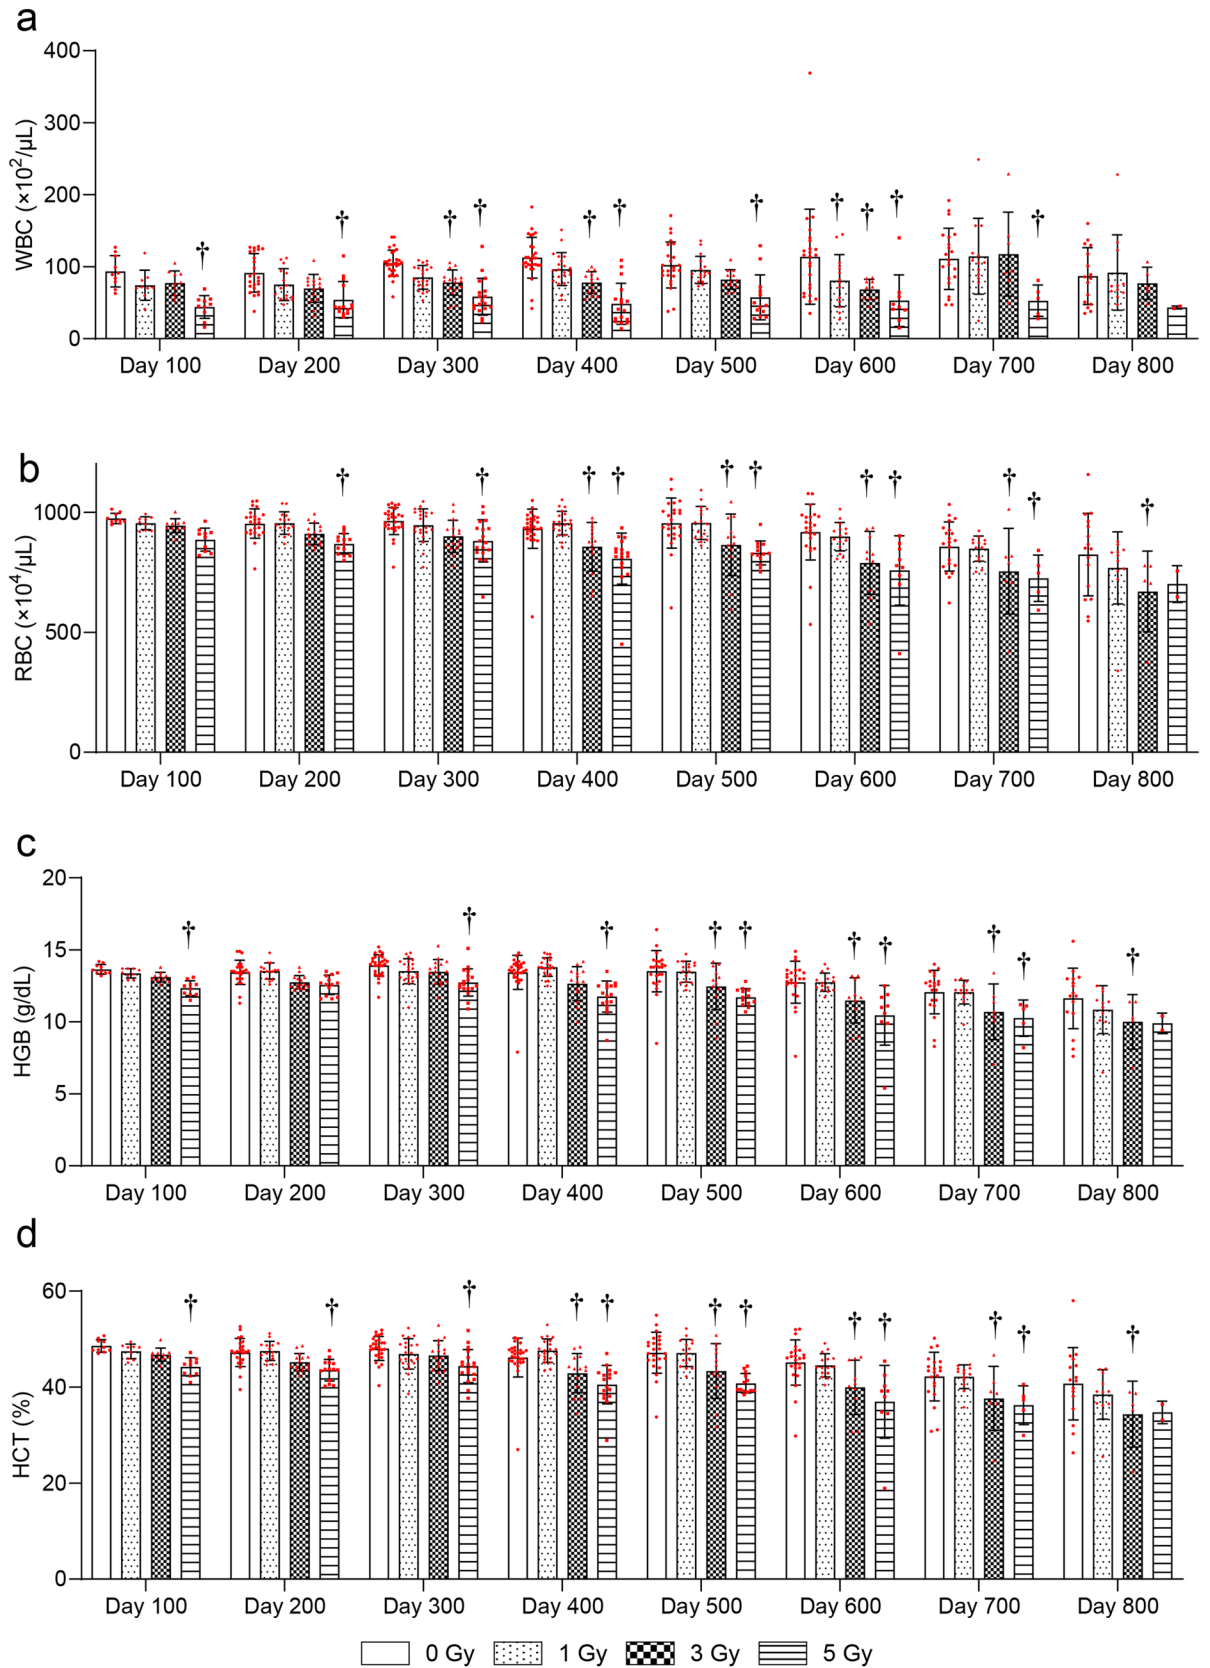 a
WBC (×10²/μL)
400
300
200
100
0
† † † † † † † † † † †
Day 100 Day 200 Day 300 Day 400 Day 500 Day 600 Day 700 Day 800
b
RBC (×10⁴/μL)
1000
500
0
† † † † † † † † † † †
Day 100 Day 200 Day 300 Day 400 Day 500 Day 600 Day 700 Day 800
c
HGB (g/dL)
20
15
10
5
0
† † † † † † † † † †
Day 100 Day 200 Day 300 Day 400 Day 500 Day 600 Day 700 Day 800
d
HCT (%)
60
40
20
0
† † † † † † † † † † † †
Day 100 Day 200 Day 300 Day 400 Day 500 Day 600 Day 700 Day 800
0 Gy 1 Gy 3 Gy 5 Gy